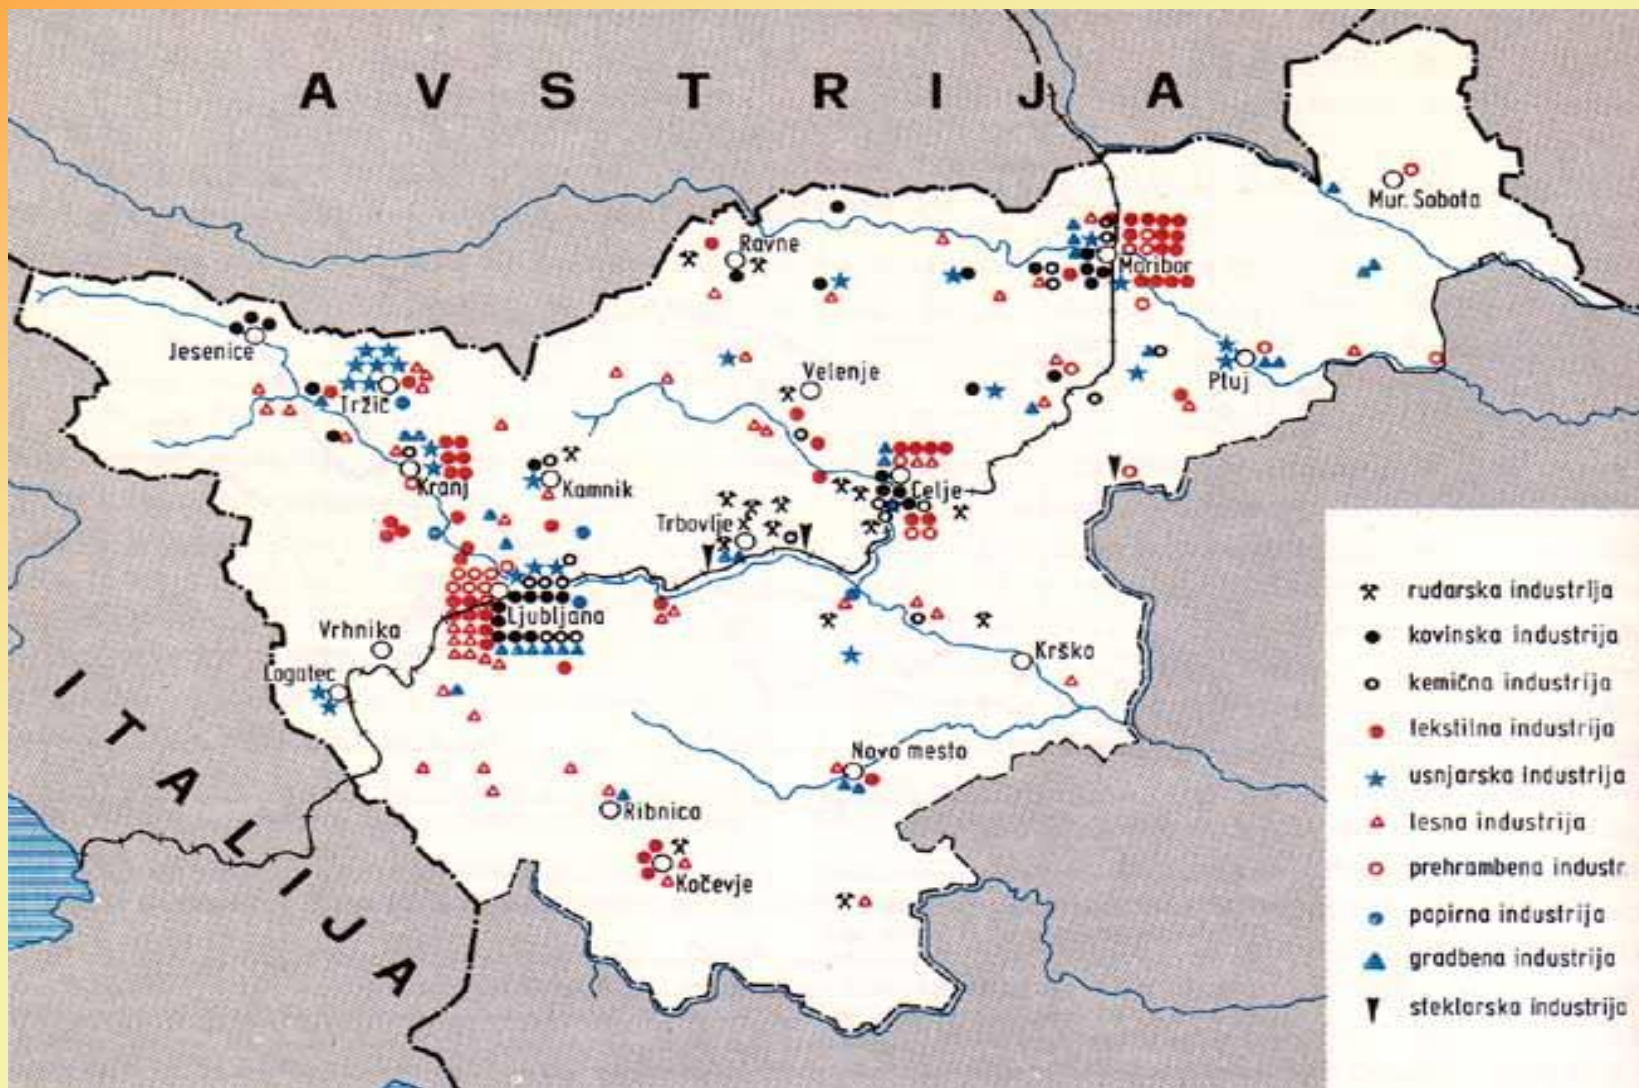 AVSTRIJA
Mur. Sobota
Ravne
Maribor
Jesenice
Velenje
Ptuj
Tržič
Kranj
Kamnik
Celje
Trbovlje
Ljubljana
Vrhnika
Krško
Logatec
ITALIJA
Novo mesto
Ribnica
Kočevje
rudarska industrija
kovinska industrija
kemična industrija
tekstilna industrija
usnjarska industrija
lesna industrija
prehrambena industr.
papirna industrija
gradbena industrija
steklarska industrija